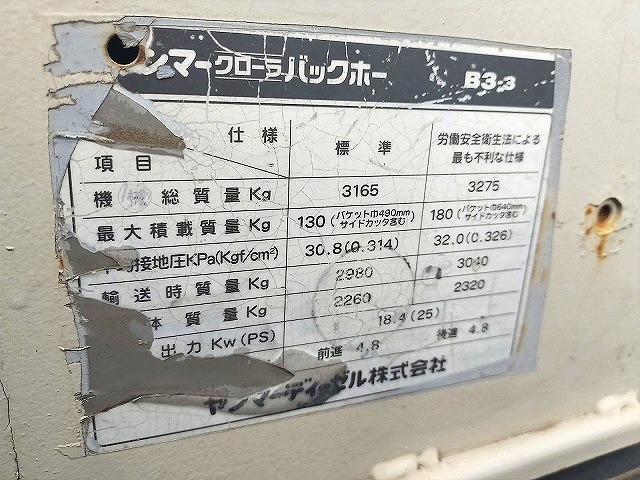 ンマークローラバックホー B3.3
仕様
項目
標準
労働安全衛生法による
最も不利な仕様
機 総質量Kg 3165 3275
最大積載質量Kg 130(バケット巾490mm サイドカッタ含む) 180(バケット巾640mm サイドカッタ含む)
接地圧KPa(Kgf/cm²) 30.8(0.314) 32.0(0.326)
輸送時質量Kg 2980 3040
体質量Kg 2260 2320
出力Kw(PS) 18.4(25)
前進 4.8 後進 4.8
ヤンマーディーゼル株式会社